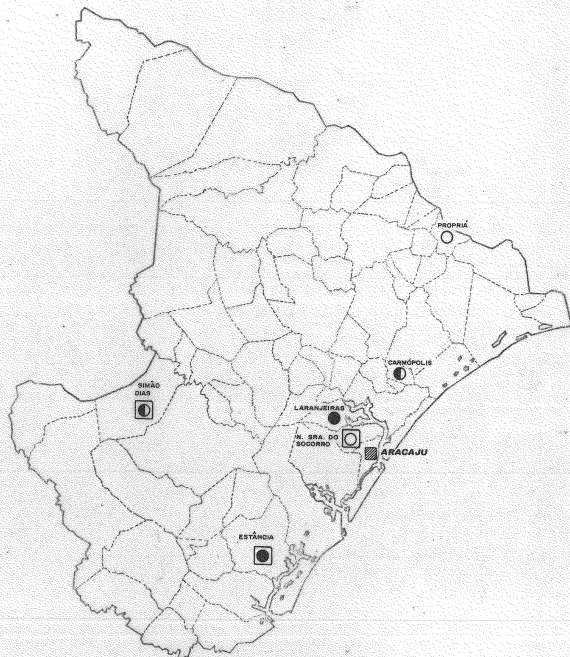 PROPRIÁ
CARMÓPOLIS
SIMÃO
DIAS
LARANJEIRAS
N. SRA. DO
SOCORRO
ARACAJU
ESTÂNCIA